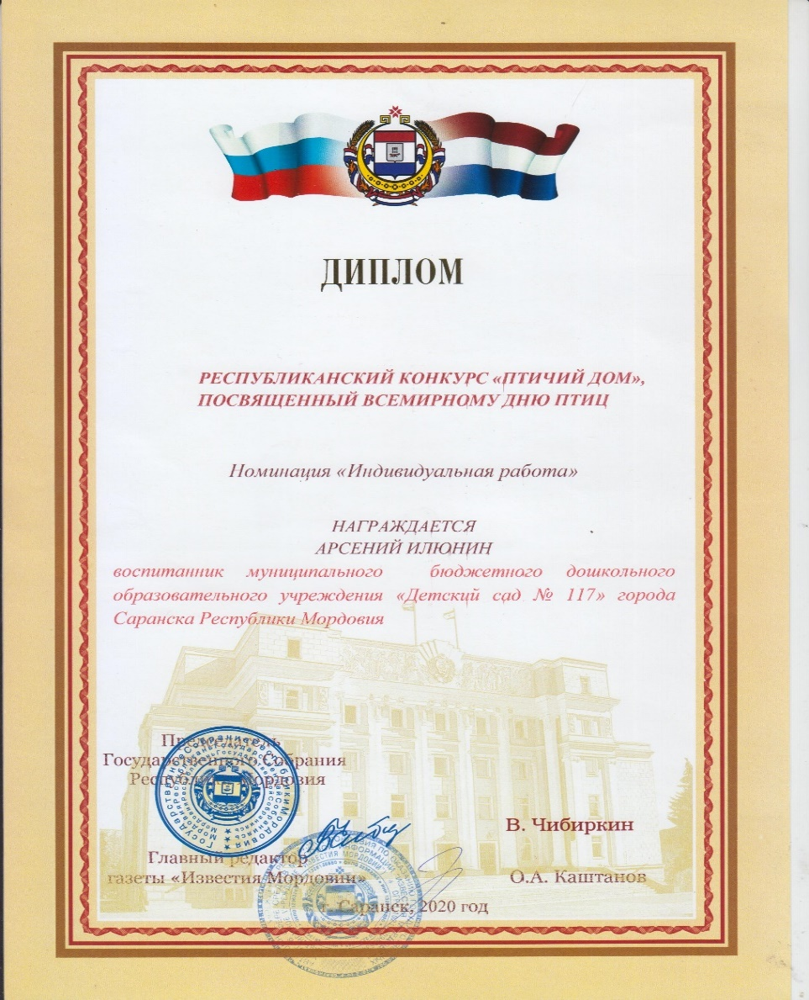 ДИПЛОМ
РЕСПУБЛИКАНСКИЙ КОНКУРС «ПТИЧИЙ ДОМ»,
ПОСВЯЩЕННЫЙ ВСЕМИРНОМУ ДНЮ ПТИЦ
Номинация «Индивидуальная работа»
НАГРАЖДАЕТСЯ
АРСЕНИЙ ИЛЮНИН
воспитанник муниципального бюджетного дошкольного
образовательного учреждения «Детский сад № 117» города
Саранска Республики Мордовия
Председатель
Государственного Собрания
Республики Мордовия
В. Чибиркин
Главный редактор
газеты «Известия Мордовии»
О.А. Каштанов
г. Саранск, 2020 год